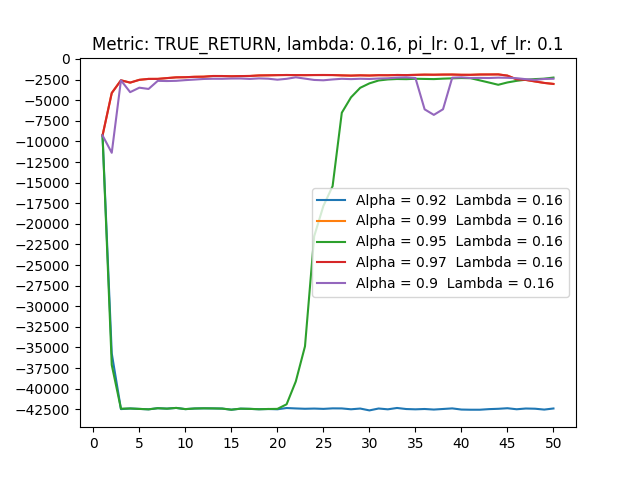 Metric: TRUE_RETURN, lambda: 0.16, pi_lr: 0.1, vf_lr: 0.1
0
−2500
−5000
−7500
−10000
−12500
−15000
−17500
−20000
−22500
−25000
−27500
−30000
−32500
−35000
−37500
−40000
−42500
Alpha = 0.92  Lambda = 0.16
Alpha = 0.99  Lambda = 0.16
Alpha = 0.95  Lambda = 0.16
Alpha = 0.97  Lambda = 0.16
Alpha = 0.9  Lambda = 0.16
0 5 10 15 20 25 30 35 40 45 50